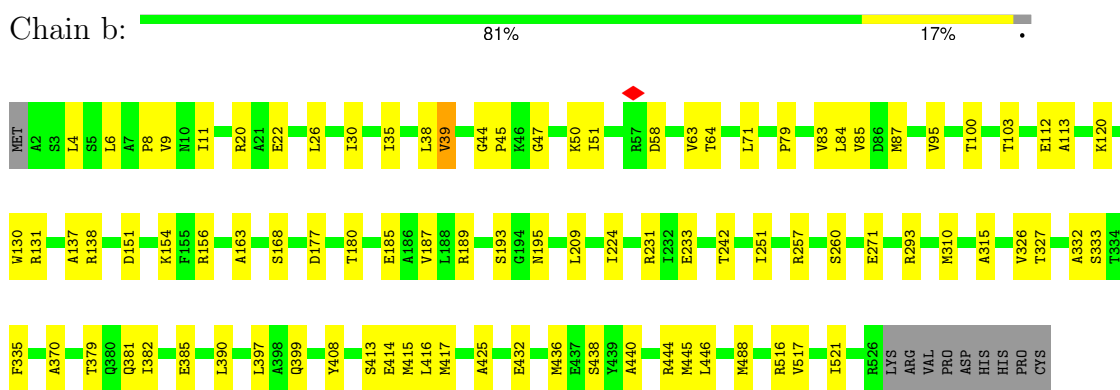 Chain b:
81% 17% •
MET A2 S3 L4 S5 L6 A7 P8 V9 N10 I11 R20 A21 E22 L26 I30 I35 L38 V39 G44 P45 K46 G47 K50 I51 R57 D58 V63 T64 L71 P79 V83 L84 V85 D86 M87 V95 T100 T103 E112 A113 K120
W130 R131 A137 R138 D151 K154 F155 R156 A163 S168 D177 T180 E185 A186 V187 L188 R189 S193 G194 N195 L209 I224 R231 I232 E233 T242 I251 R257 S260 E271 R293 M310 A315 V326 T327 A332 S333 T334
F335 A370 T379 Q380 Q381 I382 E385 L390 L397 A398 Q399 Y408 S413 E414 M415 L416 M417 A425 E432 M436 E437 S438 Y439 A440 R444 M445 L446 M488 R516 V517 I521 R526 LYS ARG VAL PRO ASP HIS HIS PRO CYS